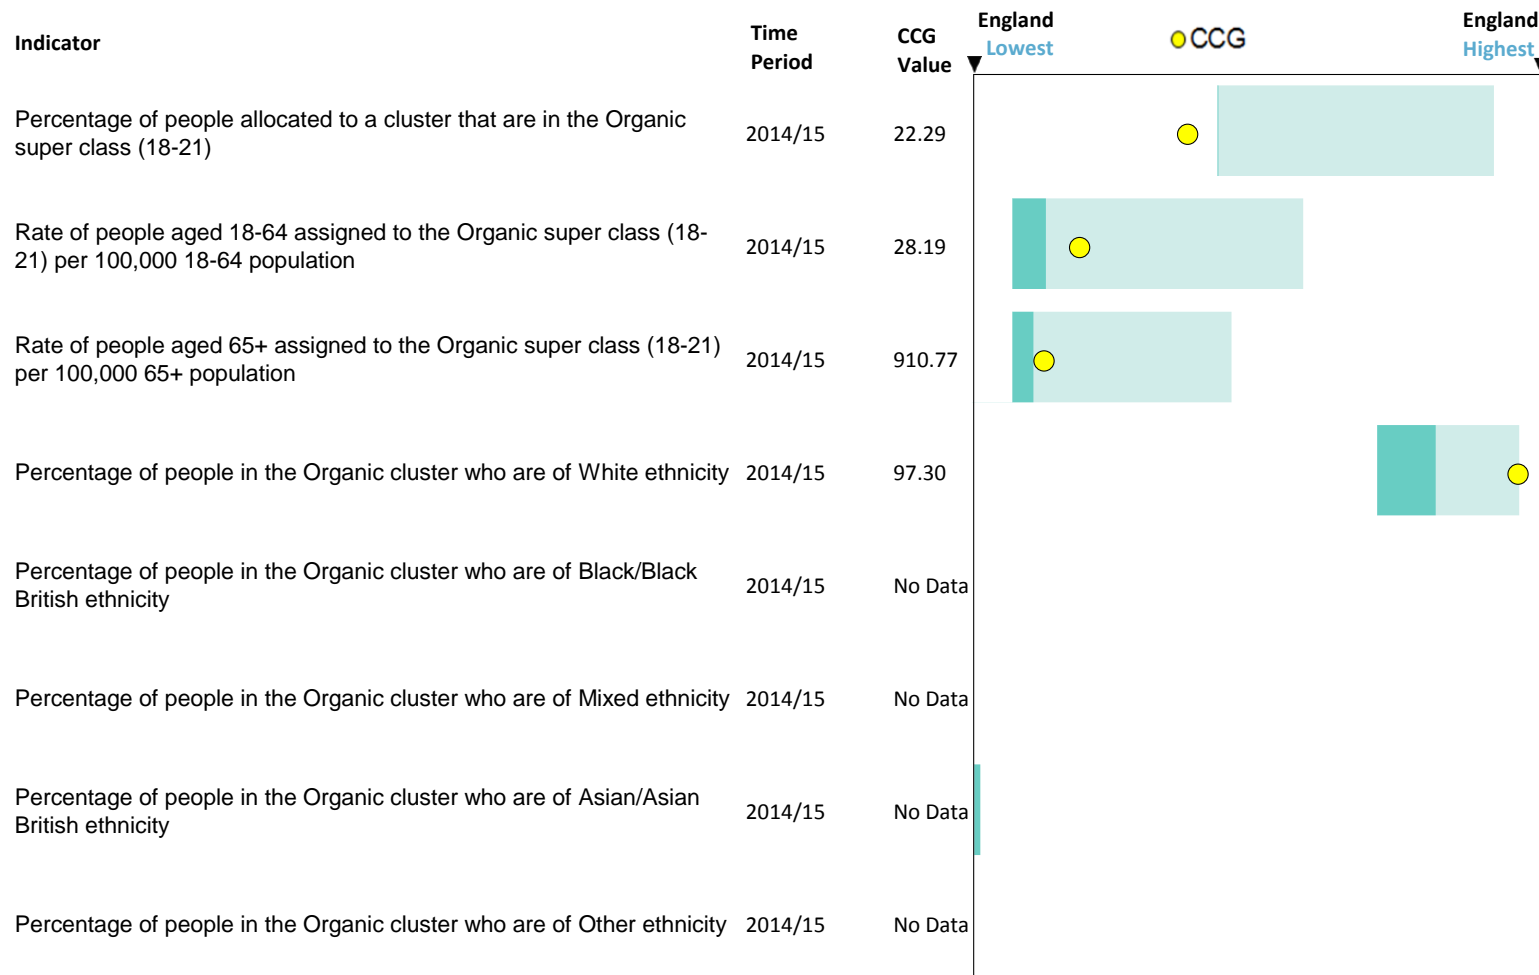 Indicator
Time
Period
CCG
Value
England
Lowest
CCG
England
Highest
Percentage of people allocated to a cluster that are in the Organic
super class (18-21)
2014/15
22.29
Rate of people aged 18-64 assigned to the Organic super class (18-
21) per 100,000 18-64 population
2014/15
28.19
Rate of people aged 65+ assigned to the Organic super class (18-21)
per 100,000 65+ population
2014/15
910.77
Percentage of people in the Organic cluster who are of White ethnicity
2014/15
97.30
Percentage of people in the Organic cluster who are of Black/Black
British ethnicity
2014/15
No Data
Percentage of people in the Organic cluster who are of Mixed ethnicity
2014/15
No Data
Percentage of people in the Organic cluster who are of Asian/Asian
British ethnicity
2014/15
No Data
Percentage of people in the Organic cluster who are of Other ethnicity
2014/15
No Data